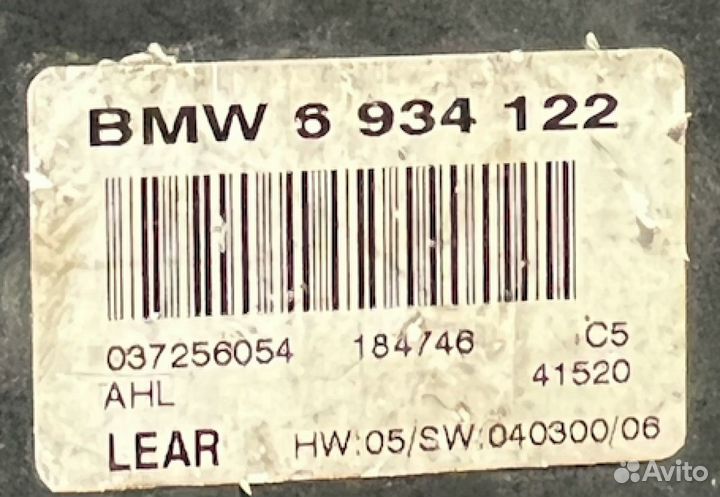 BMW 6 934 122
037256054 184746 C5
AHL 41520
LEAR HW:05/SW:040300/06
Avito